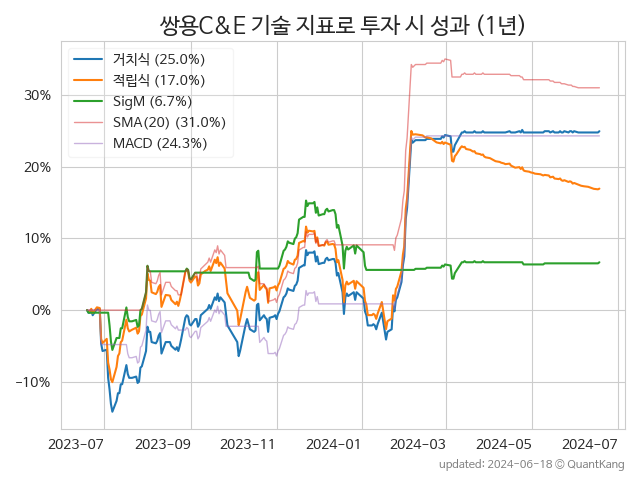 쌍용C&E 기술 지표로 투자 시 성과 (1년)
거치식 (25.0%)
적립식 (17.0%)
SigM (6.7%)
SMA(20) (31.0%)
MACD (24.3%)
30%
20%
10%
0%
−10%
2023-07
2023-09
2023-11
2024-01
2024-03
2024-05
2024-07
updated: 2024-06-18 © QuantKang